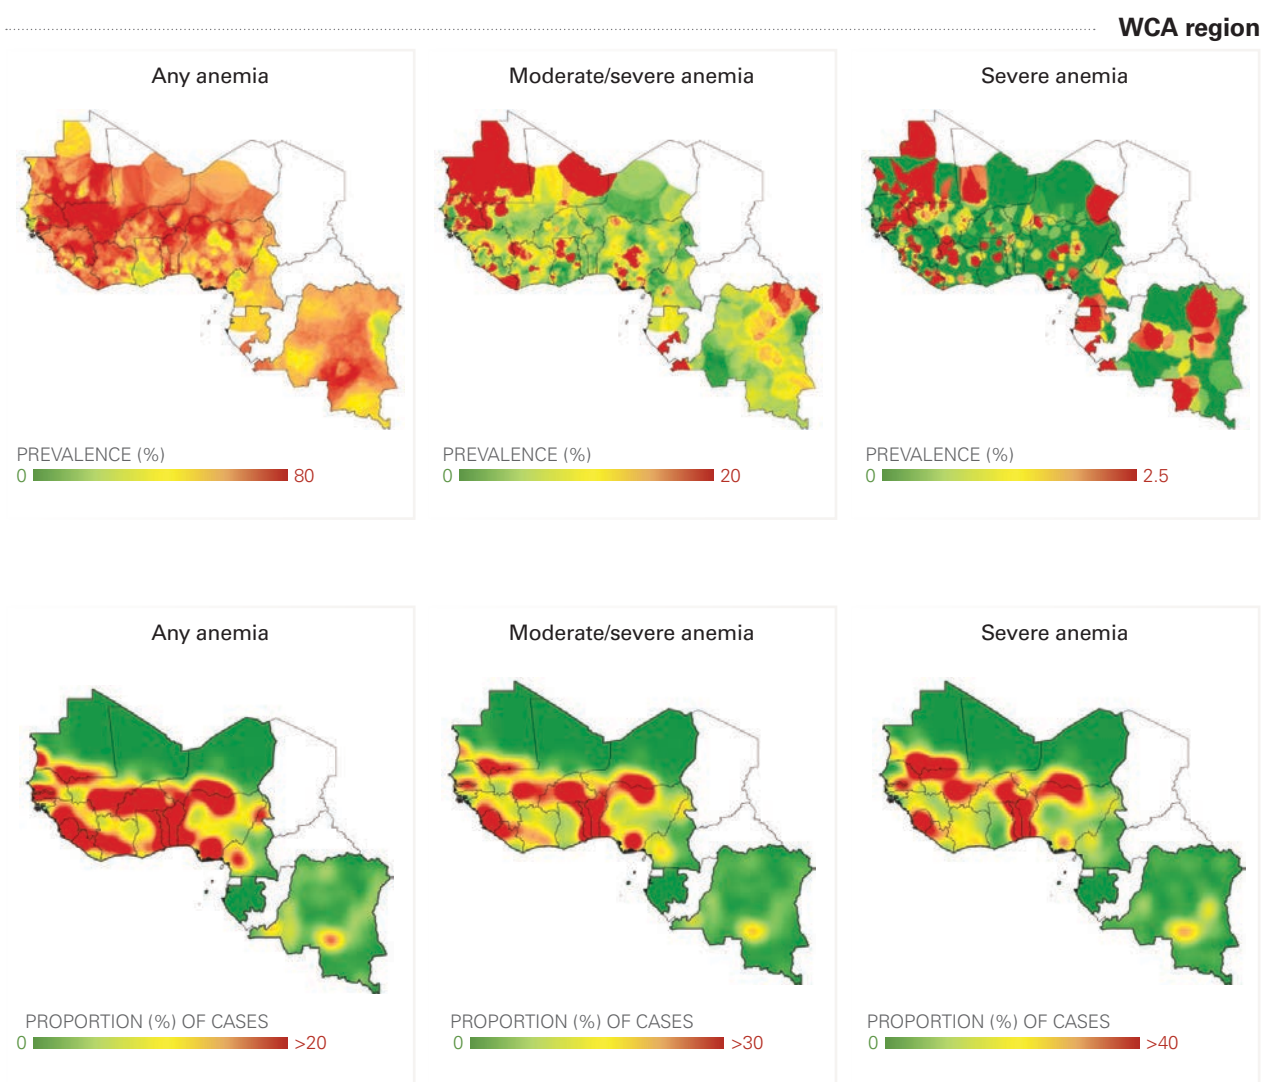 WCA region
Any anemia
Moderate/severe anemia
Severe anemia
PREVALENCE (%)
0 80
PREVALENCE (%)
0 20
PREVALENCE (%)
0 2.5
Any anemia
Moderate/severe anemia
Severe anemia
PROPORTION (%) OF CASES
0 >20
PROPORTION (%) OF CASES
0 >30
PROPORTION (%) OF CASES
0 >40